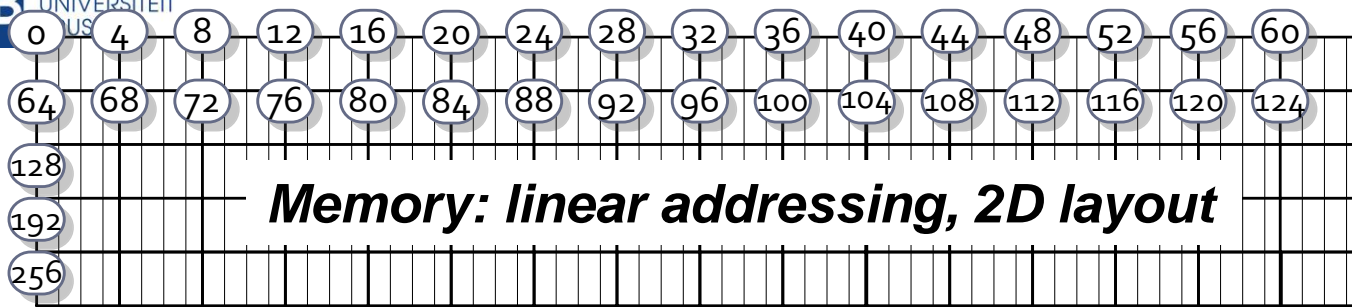 UNIVERSITEIT
0 4 8 12 16 20 24 28 32 36 40 44 48 52 56 60
64 68 72 76 80 84 88 92 96 100 104 108 112 116 120 124
128
Memory: linear addressing, 2D layout
192
256